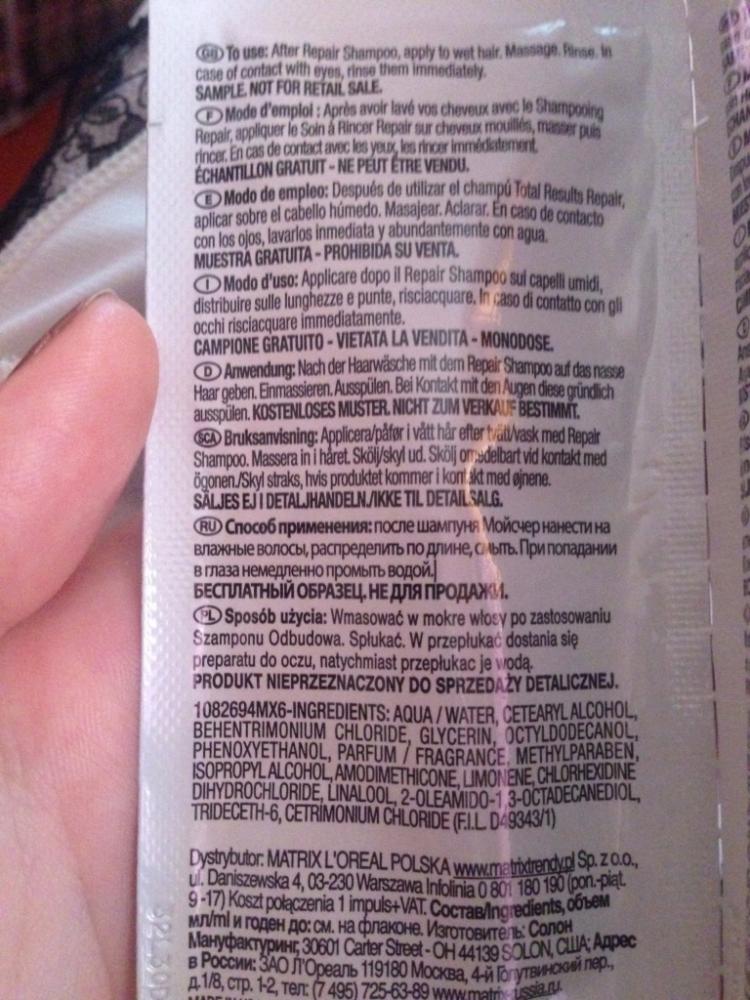 GB To use: After Repair Shampoo, apply to wet hair. Massage. Rinse. In
case of contact with eyes, rinse them immediately.
SAMPLE. NOT FOR RETAIL SALE.
F Mode d'emploi : Après avoir lavé vos cheveux avec le Shampooing
Repair, appliquer le Soin à Rincer Repair sur cheveux mouillés, masser puis
rincer. En cas de contact avec les yeux, les rincer immédiatement.
ÉCHANTILLON GRATUIT - NE PEUT ÊTRE VENDU.
E Modo de empleo: Después de utilizar el champú Total Results Repair,
aplicar sobre el cabello húmedo. Masajear. Aclarar. En caso de contacto
con los ojos, lavarlos inmediata y abundantemente con agua.
MUESTRA GRATUITA - PROHIBIDA SU VENTA.
I Modo d'uso: Applicare dopo il Repair Shampoo sui capelli umidi,
distribuire sulle lunghezze e punte, risciacquare. In caso di contatto con gli
occhi risciacquare immediatamente.
CAMPIONE GRATUITO - VIETATA LA VENDITA - MONODOSE.
D Anwendung: Nach der Haarwäsche mit dem Repair Shampoo auf das nasse
Haar geben. Einmassieren. Ausspülen. Bei Kontakt mit den Augen diese gründlich
ausspülen. KOSTENLOSES MUSTER. NICHT ZUM VERKAUF BESTIMMT.
SCA Bruksanvisning: Applicera/påfør i vått hår efter tvätt/vask med Repair
Shampoo. Massera in i håret. Skölj/skyl ud. Skölj omedelbart vid kontakt med
ögonen./Skyl straks, hvis produktet kommer i kontakt med øjnene.
SÄLJES EJ I DETALJHANDELN./IKKE TIL DETAILSALG.
RU Способ применения: после шампуня Мойсчер нанести на
влажные волосы, распределить по длине, смыть. При попадании
в глаза немедленно промыть водой.
БЕСПЛАТНЫЙ ОБРАЗЕЦ. НЕ ДЛЯ ПРОДАЖИ.
PL Sposób użycia: Wmasować w mokre włosy po zastosowaniu
Szamponu Odbudowa. Spłukać. W przepłukać dostania się
preparatu do oczu, natychmiast przepłukac je wodą.
PRODUKT NIEPRZEZNACZONY DO SPRZEDAŻY DETALICZNEJ.
1082694MX6-INGREDIENTS: AQUA / WATER, CETEARYL ALCOHOL,
BEHENTRIMONIUM CHLORIDE, GLYCERIN, OCTYLDODECANOL,
PHENOXYETHANOL, PARFUM / FRAGRANCE, METHYLPARABEN,
ISOPROPYL ALCOHOL, AMODIMETHICONE, LIMONENE, CHLORHEXIDINE
DIHYDROCHLORIDE, LINALOOL, 2-OLEAMIDO-1,3-OCTADECANEDIOL,
TRIDECETH-6, CETRIMONIUM CHLORIDE (F.I.L. D49343/1)
Dystrybutor: MATRIX L'OREAL POLSKA www.matrixtrendy.pl Sp. z o.o.,
ul. Daniszewska 4, 03-230 Warszawa Infolinia 0 801 180 190 (pon.-piąt.
9 -17) Koszt połączenia 1 impuls+VAT. Состав/Ingredients, объем
мл/ml и годен до: см. на флаконе. Изготовитель: Солон
Мануфактуринг, 30601 Carter Street - OH 44139 SOLON, США; Адрес
в России: ЗАО Л'Ореаль 119180 Москва, 4-й Голутвинский пер.,
д.1/8, стр. 1-2, тел: (7 495) 725-63-89 www.matrixrussia.ru.